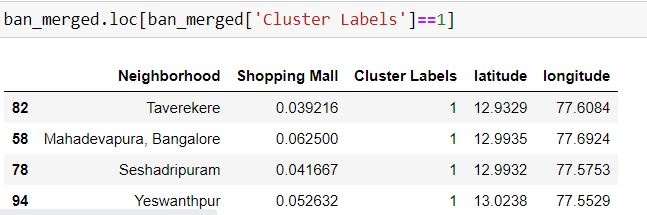 ban_merged.loc[ban_merged['Cluster Labels']==1]
Neighborhood Shopping Mall Cluster Labels latitude longitude
82 Taverekere 0.039216 1 12.9329 77.6084
58 Mahadevapura, Bangalore 0.062500 1 12.9935 77.6924
78 Seshadripuram 0.041667 1 12.9932 77.5753
94 Yeswanthpur 0.052632 1 13.0238 77.5529